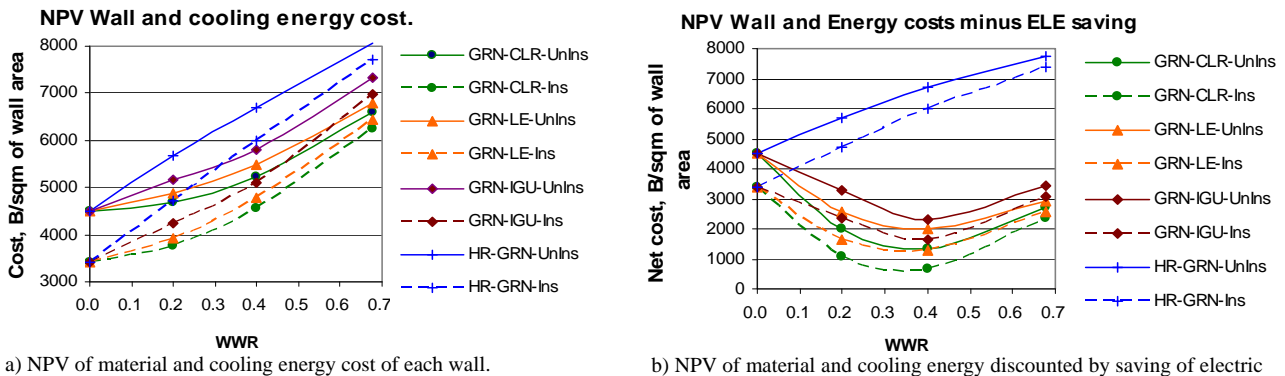 NPV Wall and cooling energy cost.
Cost, B/sqm of wall area
8000
7000
6000
5000
4000
3000
0.0 0.1 0.2 0.3 0.4 0.5 0.6 0.7
WWR
GRN-CLR-UnIns
GRN-CLR-Ins
GRN-LE-UnIns
GRN-LE-Ins
GRN-IGU-UnIns
GRN-IGU-Ins
HR-GRN-UnIns
HR-GRN-Ins
a) NPV of material and cooling energy cost of each wall.
NPV Wall and Energy costs minus ELE saving
Net cost, B/sqm of wall
area
8000
7000
6000
5000
4000
3000
2000
1000
0
0.0 0.1 0.2 0.3 0.4 0.5 0.6 0.7
WWR
GRN-CLR-UnIns
GRN-CLR-Ins
GRN-LE-UnIns
GRN-LE-Ins
GRN-IGU-UnIns
GRN-IGU-Ins
HR-GRN-UnIns
HR-GRN-Ins
b) NPV of material and cooling energy discounted by saving of electric